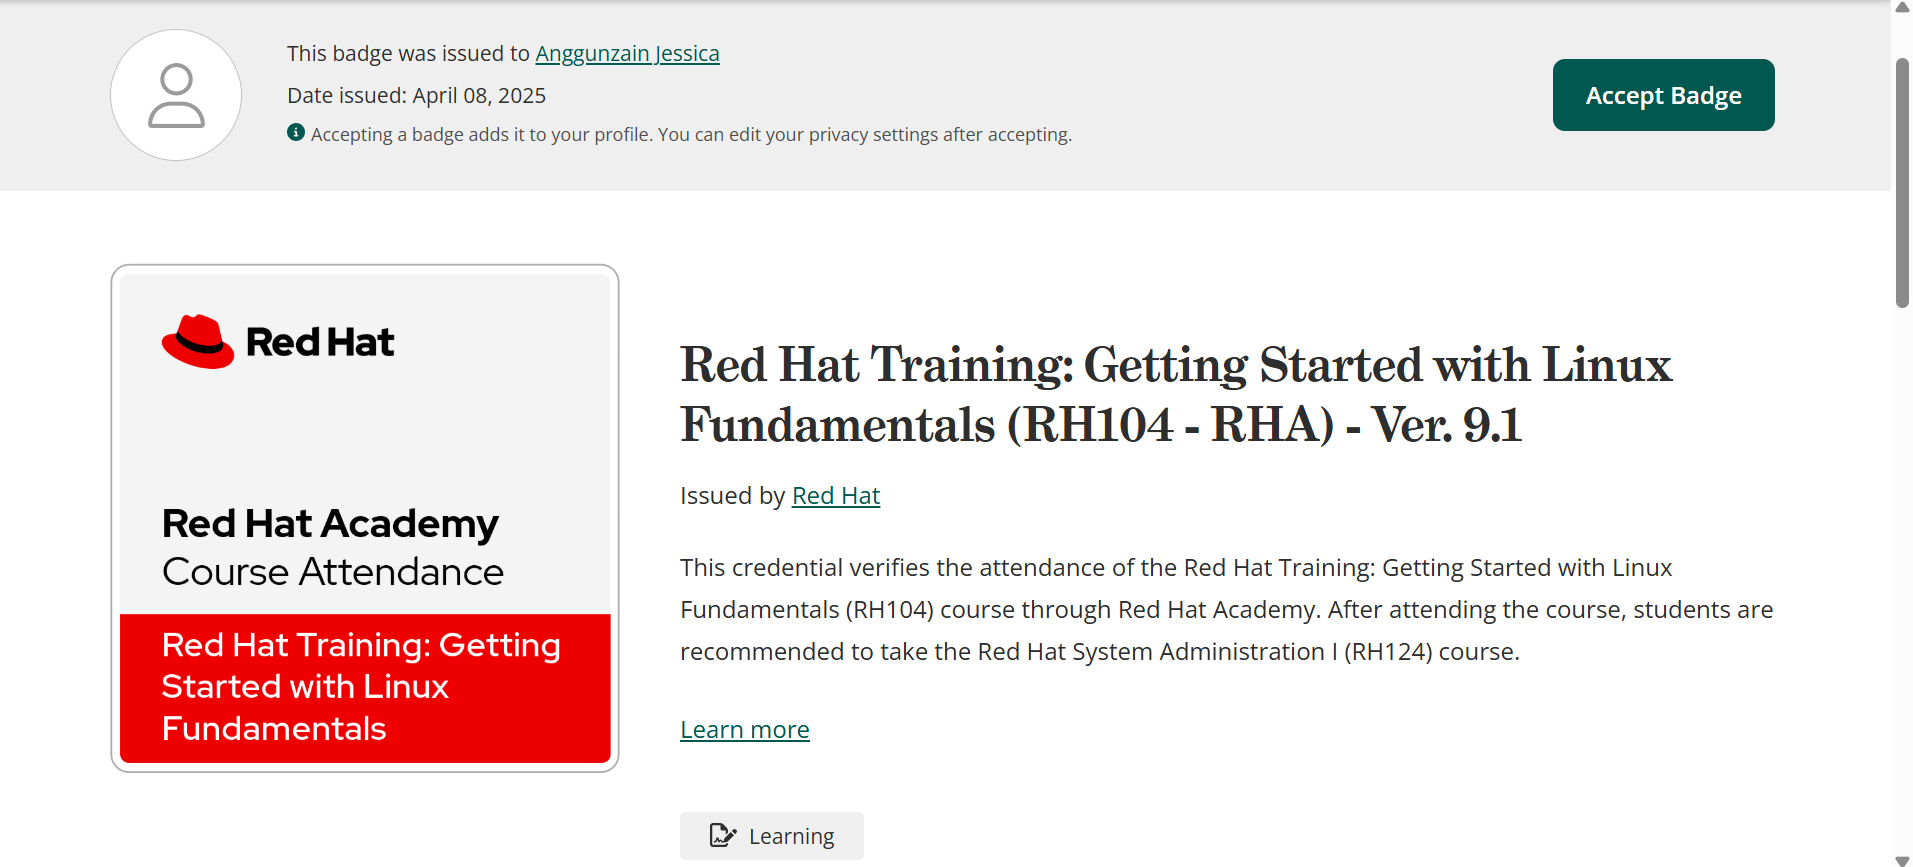 This badge was issued to Anggunzain Jessica
Date issued: April 08, 2025
Accepting a badge adds it to your profile. You can edit your privacy settings after accepting.
Accept Badge
Red Hat
Red Hat Academy
Course Attendance
Red Hat Training: Getting
Started with Linux
Fundamentals
Red Hat Training: Getting Started with Linux
Fundamentals (RH104 - RHA) - Ver. 9.1
Issued by Red Hat
This credential verifies the attendance of the Red Hat Training: Getting Started with Linux
Fundamentals (RH104) course through Red Hat Academy. After attending the course, students are
recommended to take the Red Hat System Administration I (RH124) course.
Learn more
Learning